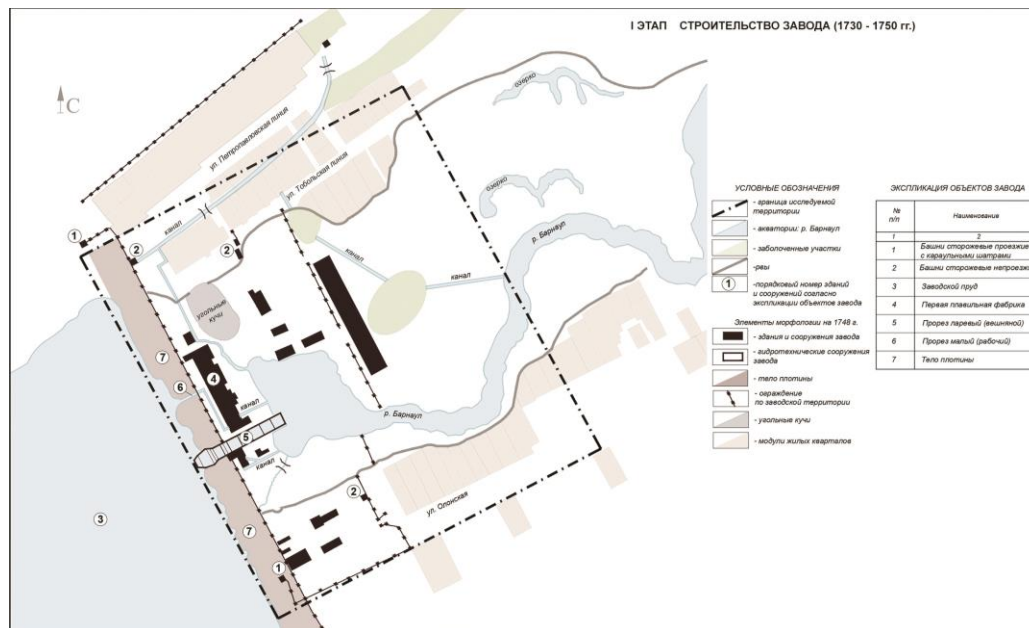 I ЭТАП СТРОИТЕЛЬСТВО ЗАВОДА (1730 - 1750 гг.)
С
озерко
ул. Петропавловская линия
ул. Тобольская линия
канал
озерко
р. Барнаул
канал
канал
1
2
2
угольные кучи
7
4
6
канал
5
р. Барнаул
канал
3
2
ул. Олонская
7
1
УСЛОВНЫЕ ОБОЗНАЧЕНИЯ
- граница исследуемой
территории
- акватории: р. Барнаул
- заболоченные участки
-рвы
1
-порядковый номер зданий
и сооружений согласно
экспликации объектов завода
Элементы морфологии на 1748 г.
- здания и сооружения завода
- гидротехнические сооружения
завода
- тело плотины
- ограждение
по заводской территории
- угольные кучи
- модули жилых кварталов
ЭКСПЛИКАЦИЯ ОБЪЕКТОВ ЗАВОДА
№
п/п
Наименование
1
2
1
Башни сторожевые проезжие
с караульными шатрами
2
Башни сторожевые непроезж
3
Заводской пруд
4
Первая плавильная фабрика
5
Прорез ларевый (вешняной)
6
Прорез малый (рабочий)
7
Тело плотины